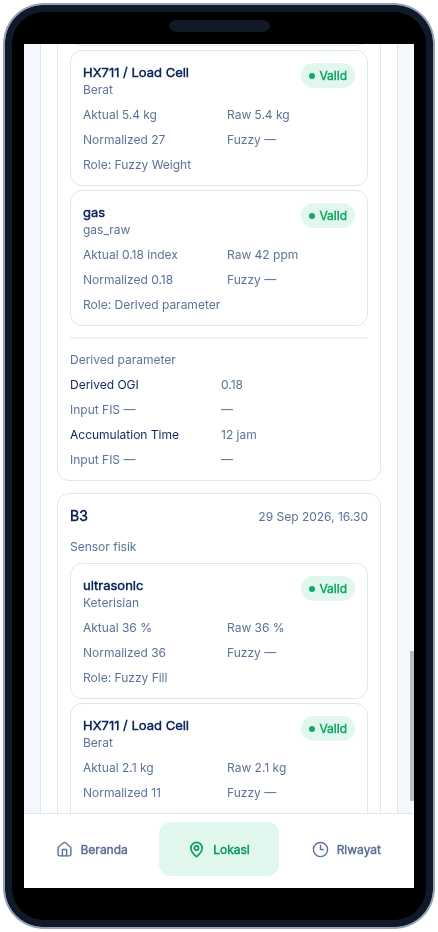 HX711 / Load Cell
Valid
Berat
Aktual 5.4 kg Raw 5.4 kg
Normalized 27 Fuzzy —
Role: Fuzzy Weight
gas
Valid
gas_raw
Aktual 0.18 index Raw 42 ppm
Normalized 0.18 Fuzzy —
Role: Derived parameter
Derived parameter
Derived OGI 0.18
Input FIS — —
Accumulation Time 12 jam
Input FIS — —
B3 29 Sep 2026, 16.30
Sensor fisik
ultrasonic
Valid
Keterisian
Aktual 36 % Raw 36 %
Normalized 36 Fuzzy —
Role: Fuzzy Fill
HX711 / Load Cell
Valid
Berat
Aktual 2.1 kg Raw 2.1 kg
Normalized 11 Fuzzy —
Beranda Lokasi Riwayat